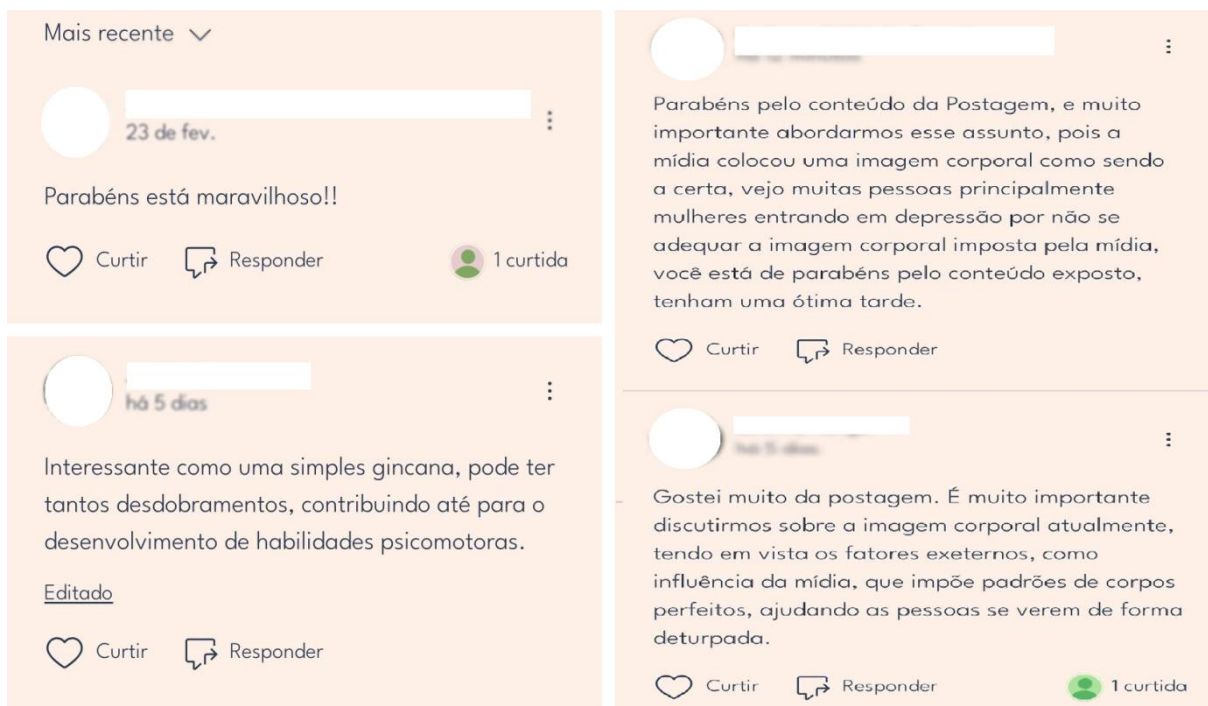 Mais recente
23 de fev.
Parabéns está maravilhoso!!
Curtir Responder 1 curtida
há 5 dias
Interessante como uma simples gincana, pode ter
tantos desdobramentos, contribuindo até para o
desenvolvimento de habilidades psicomotoras.
Editado
Curtir Responder
Parabéns pelo conteúdo da Postagem, e muito
importante abordarmos esse assunto, pois a
mídia colocou uma imagem corporal como sendo
a certa, vejo muitas pessoas principalmente
mulheres entrando em depressão por não se
adequar a imagem corporal imposta pela mídia,
você está de parabéns pelo conteúdo exposto,
tenham uma ótima tarde.
Curtir Responder
há 5 dias
Gostei muito da postagem. É muito importante
discutirmos sobre a imagem corporal atualmente,
tendo em vista os fatores exeternos, como
influência da mídia, que impõe padrões de corpos
perfeitos, ajudando as pessoas se verem de forma
deturpada.
Curtir Responder 1 curtida